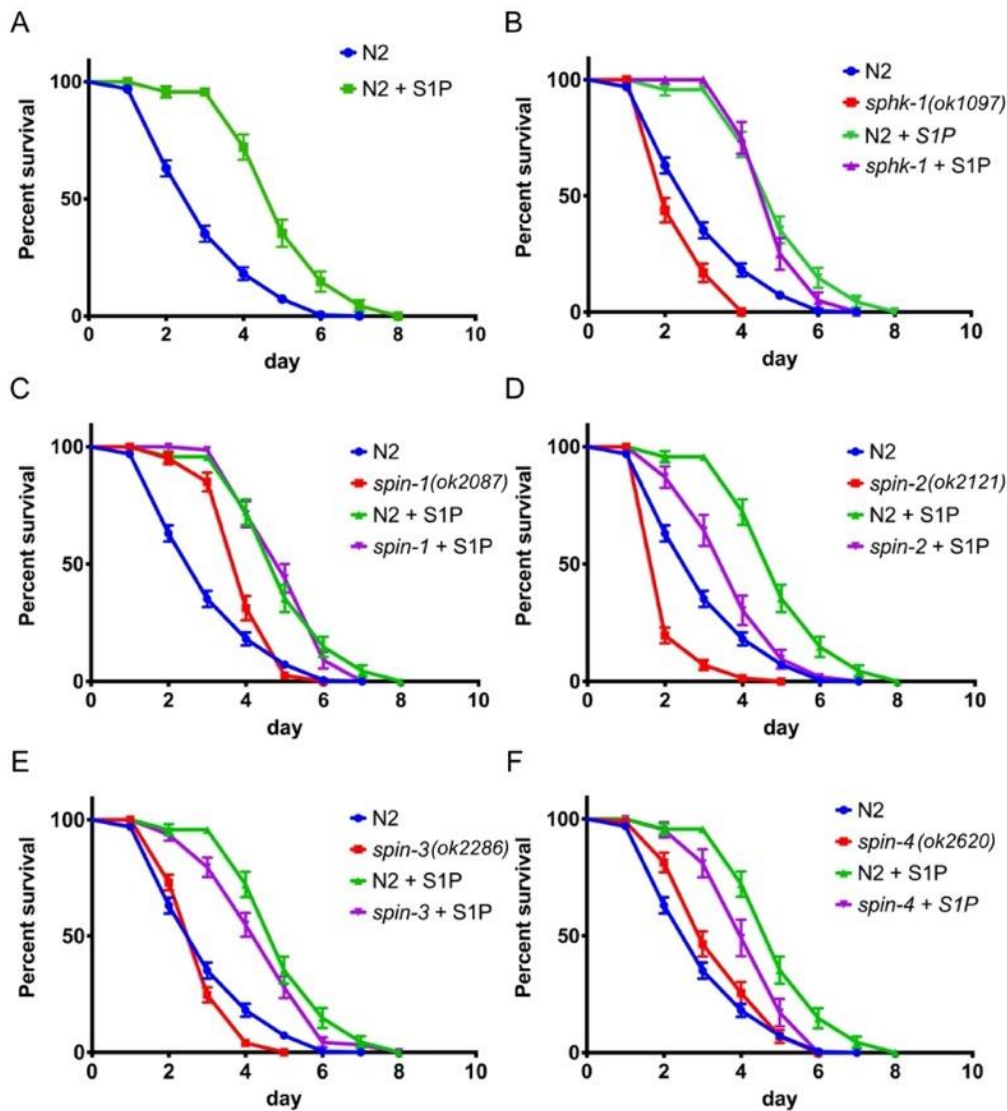 A
N2
N2 + S1P
Percent survival
100
50
0
0 2 4 6 8 10
day
B
N2
sphk-1(ok1097)
N2 + S1P
sphk-1 + S1P
Percent survival
100
50
0
0 2 4 6 8 10
day
C
N2
spin-1(ok2087)
N2 + S1P
spin-1 + S1P
Percent survival
100
50
0
0 2 4 6 8 10
day
D
N2
spin-2(ok2121)
N2 + S1P
spin-2 + S1P
Percent survival
100
50
0
0 2 4 6 8 10
day
E
N2
spin-3(ok2286)
N2 + S1P
spin-3 + S1P
Percent survival
100
50
0
0 2 4 6 8 10
day
F
N2
spin-4(ok2620)
N2 + S1P
spin-4 + S1P
Percent survival
100
50
0
0 2 4 6 8 10
day